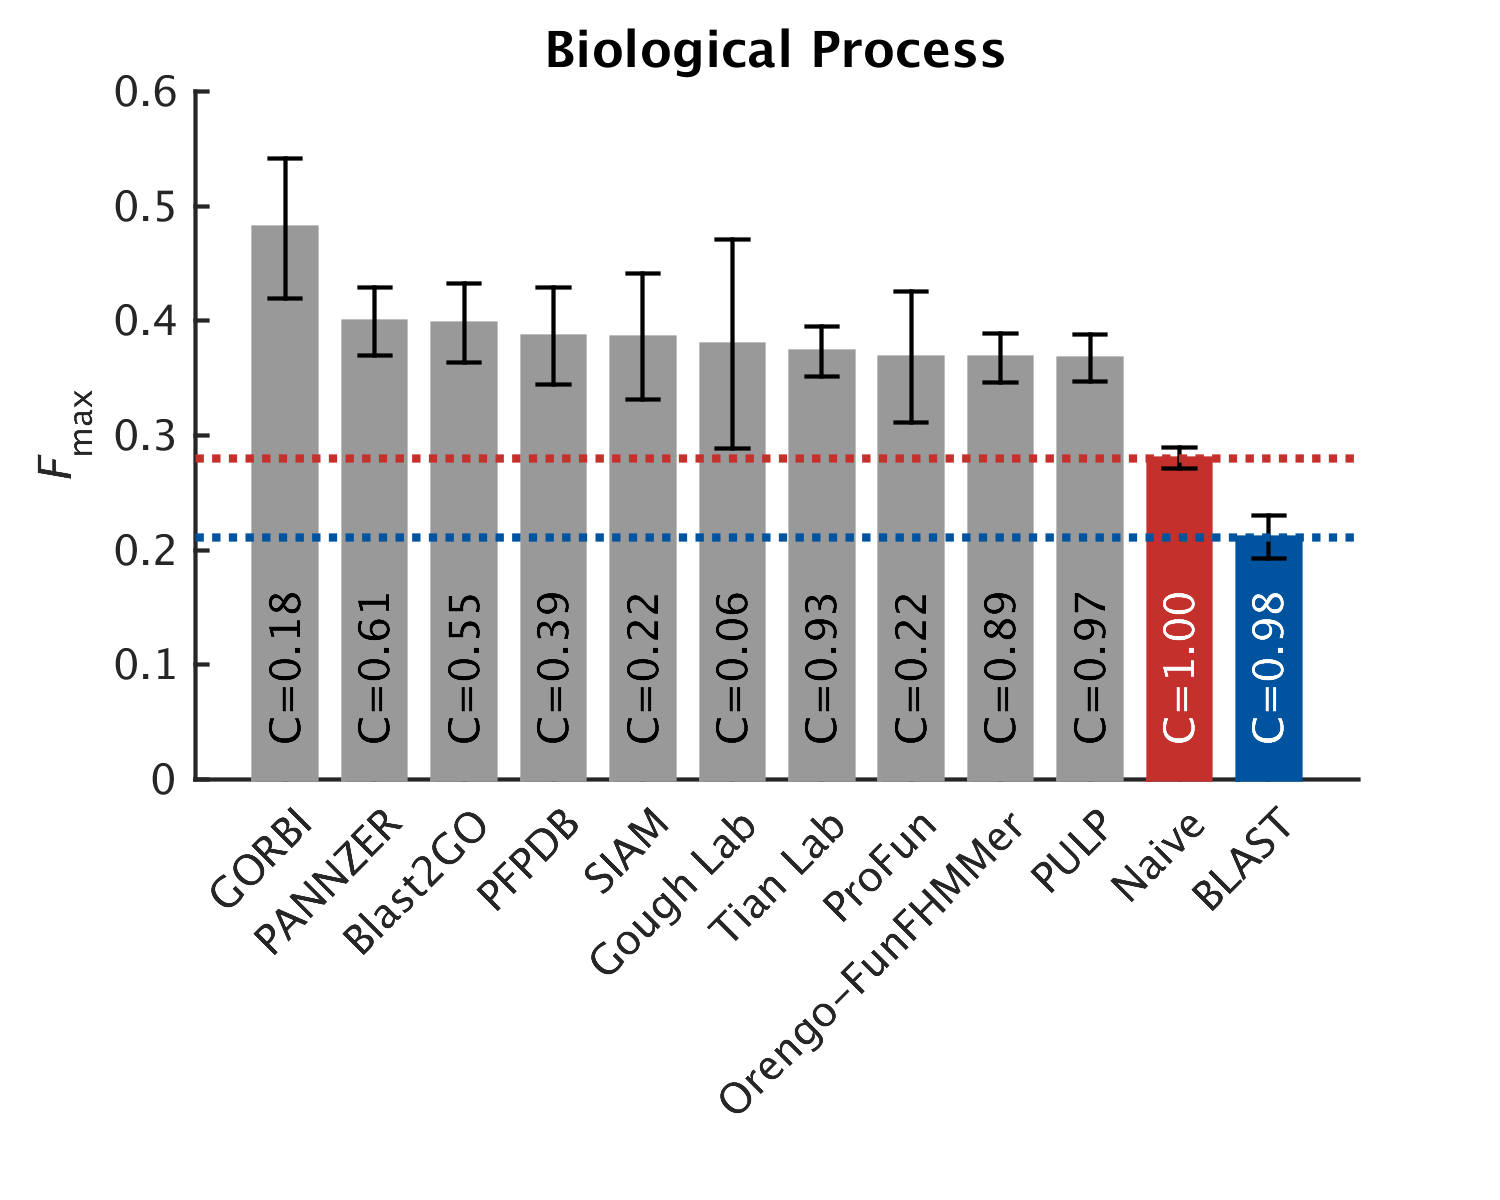 Biological Process
0.6
0.5
0.4
0.3
0.2
0.1
0
Fmax
C=0.18
C=0.61
C=0.55
C=0.39
C=0.22
C=0.06
C=0.93
C=0.22
C=0.89
C=0.97
C=1.00
C=0.98
GORBI
PANNZER
Blast2GO
PFPDB
SIAM
Gough Lab
Tian Lab
ProFun
Orengo-FunFHMMer
PULP
Naive
BLAST